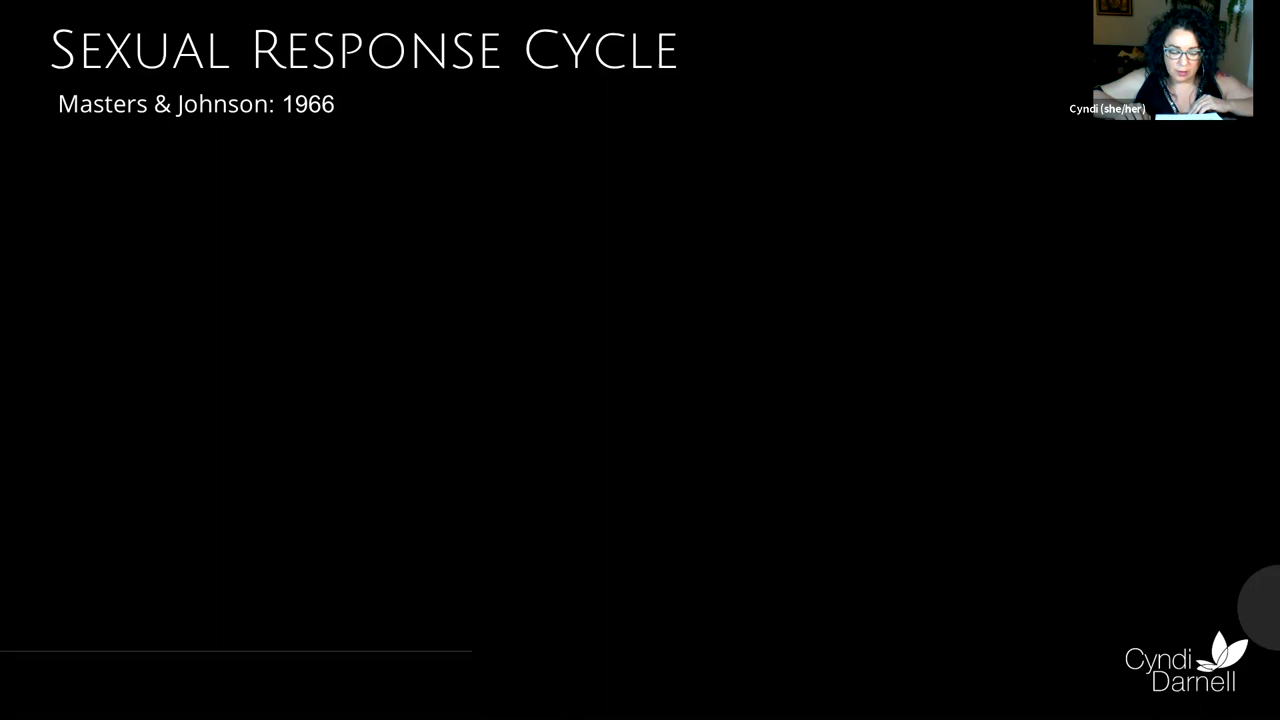 SEXUAL RESPONSE CYCLE
Masters & Johnson: 1966
Cyndi (she/her)
Cyndi
Darnell